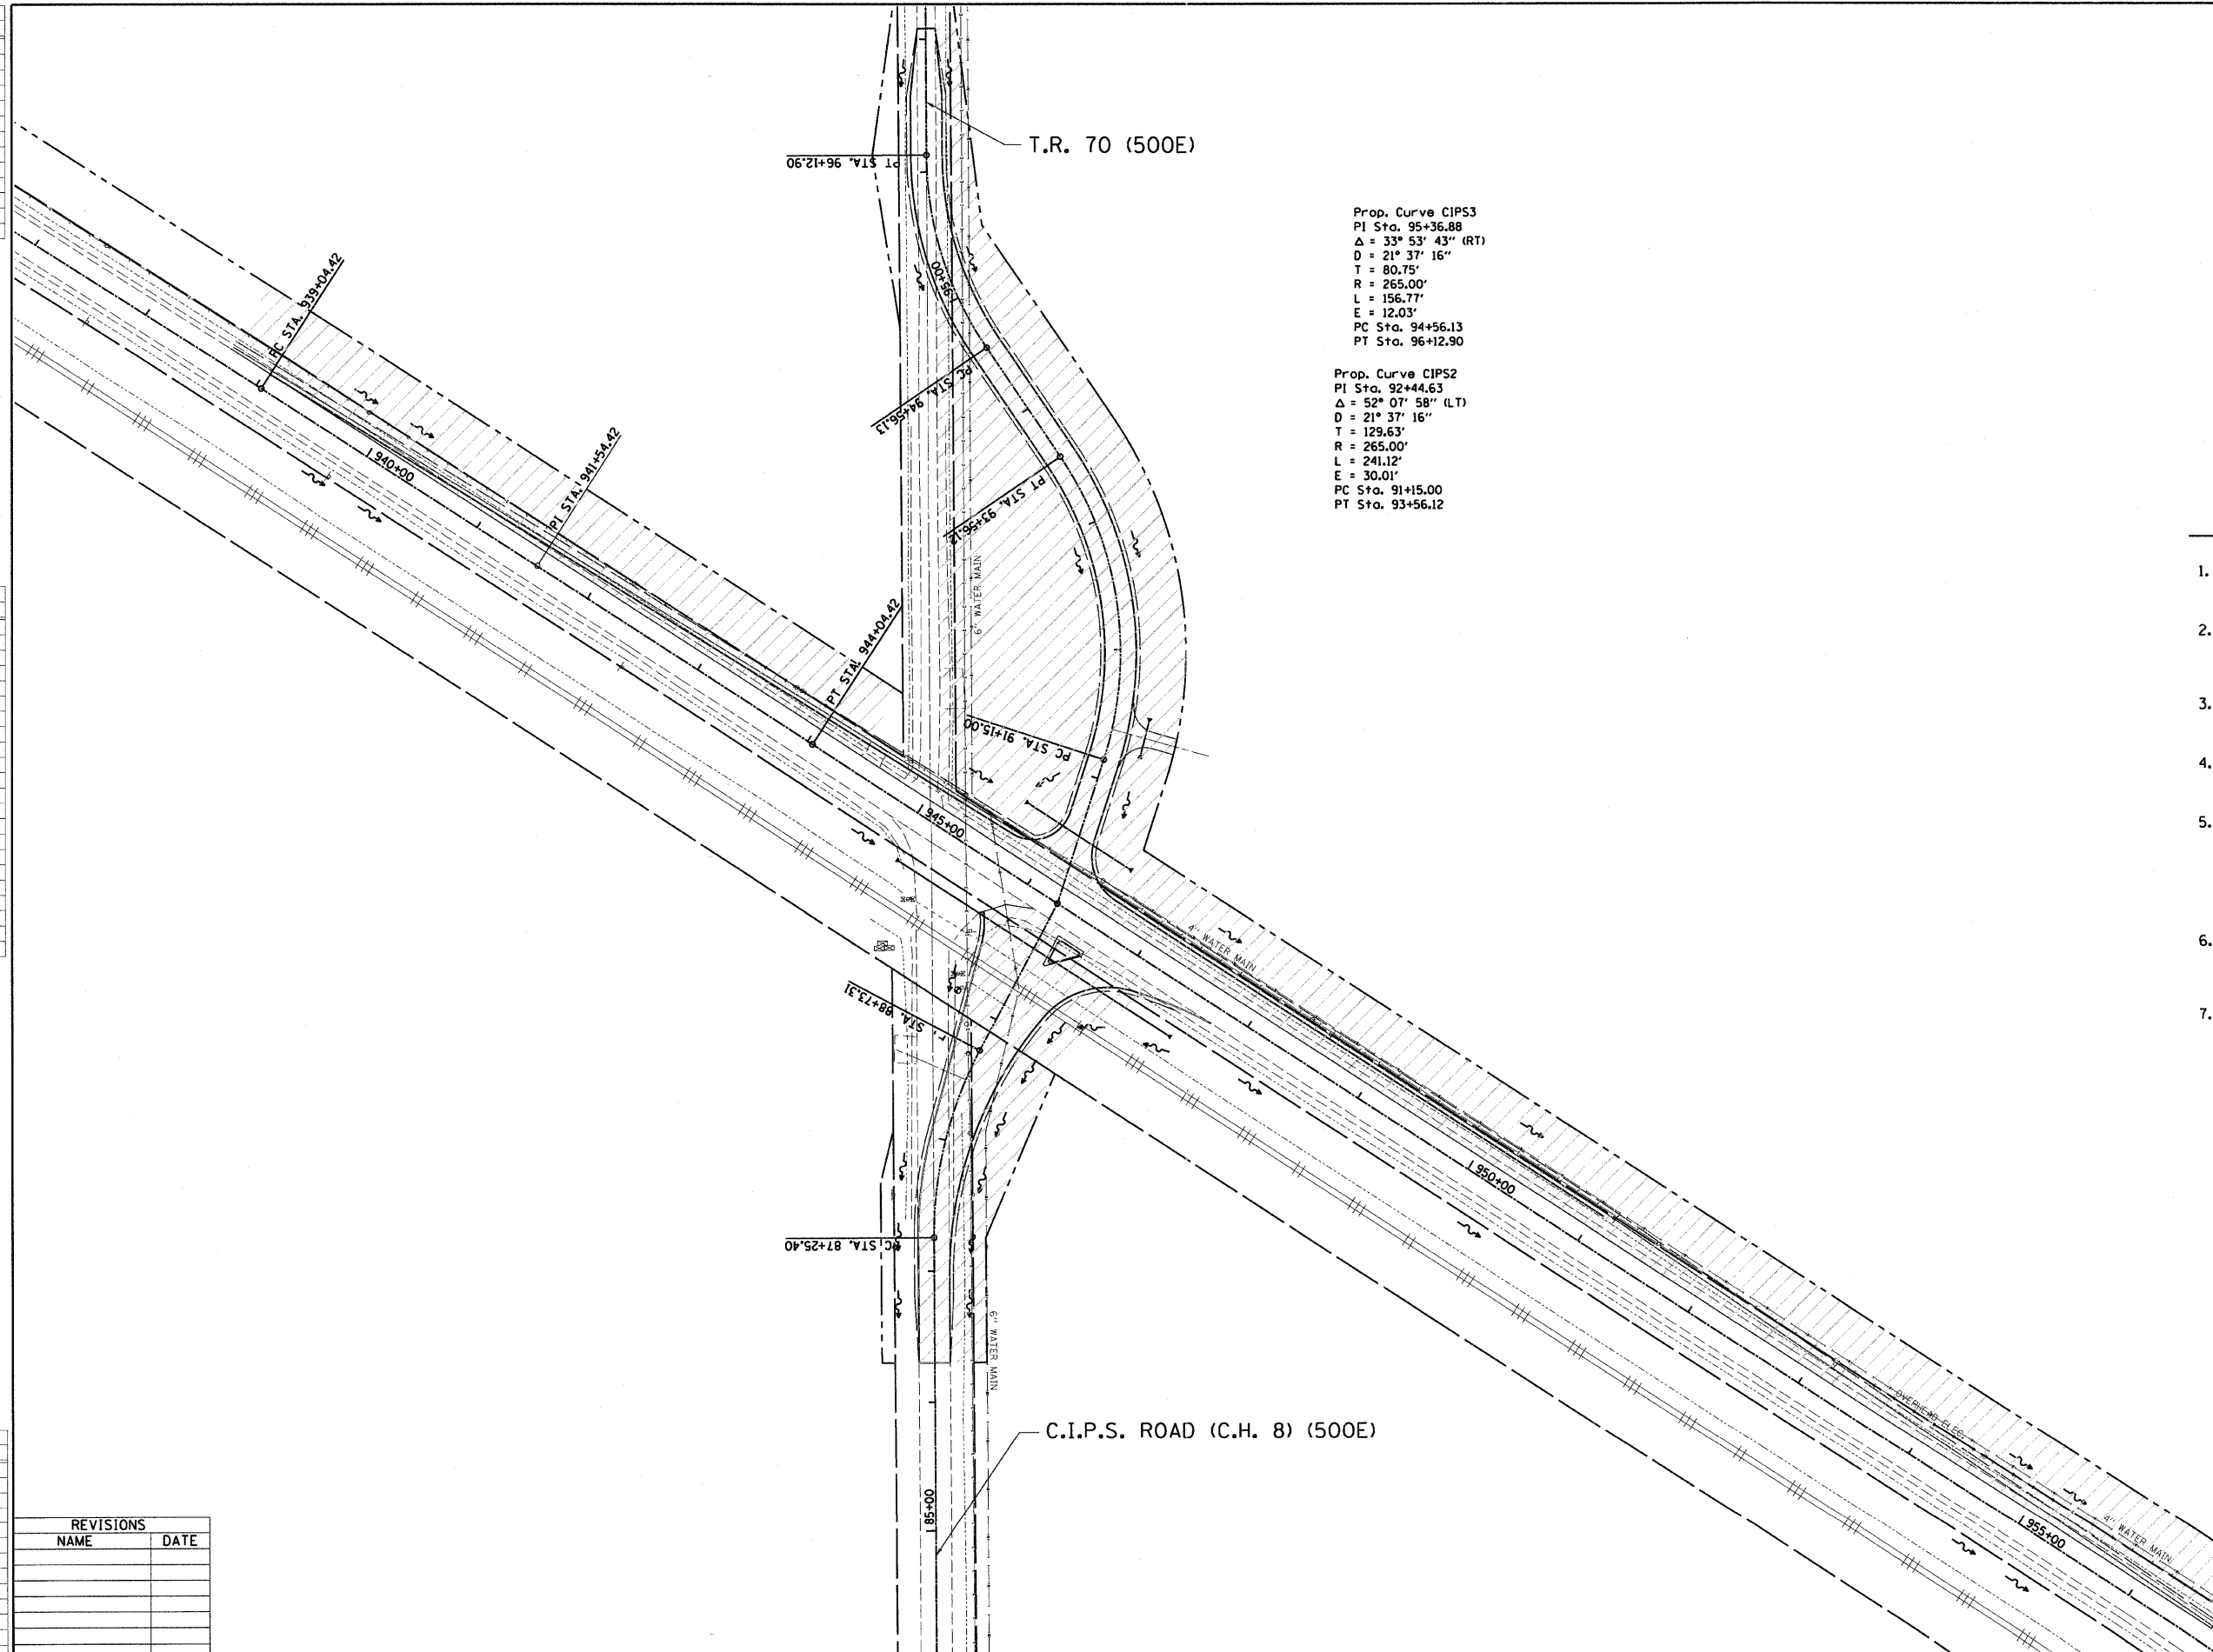 T.R. 70 (500E)
PT STA. 96+12.90
Prop. Curve CIPS3
PI Sta. 95+36.88
Δ = 33° 53' 43" (RT)
D = 21° 37' 16"
T = 80.75'
R = 265.00'
L = 156.77'
E = 12.03'
PC Sta. 94+56.13
PT Sta. 96+12.90
Prop. Curve CIPS2
PI Sta. 92+44.63
Δ = 52° 07' 58" (LT)
D = 21° 37' 16"
T = 129.63'
R = 265.00'
L = 241.12'
E = 30.01'
PC Sta. 91+15.00
PT Sta. 93+56.12
95+00
PC STA. 939+04.42
PC STA. 94+56.13
940+00
PI STA. 941+54.42
PT STA. 93+56.12
6" WATER MAIN
PT STA. 944+04.42
PC STA. 91+15.00
945+00
4" WATER MAIN
STA. 88+73.31
950+00
PC STA. 87+25.40
6" WATER MAIN
OVERHEAD ELEC.
C.I.P.S. ROAD (C.H. 8) (500E)
85+00
955+00
4" WATER MAIN
1.
2.
3.
4.
5.
6.
7.
REVISIONS
NAME DATE